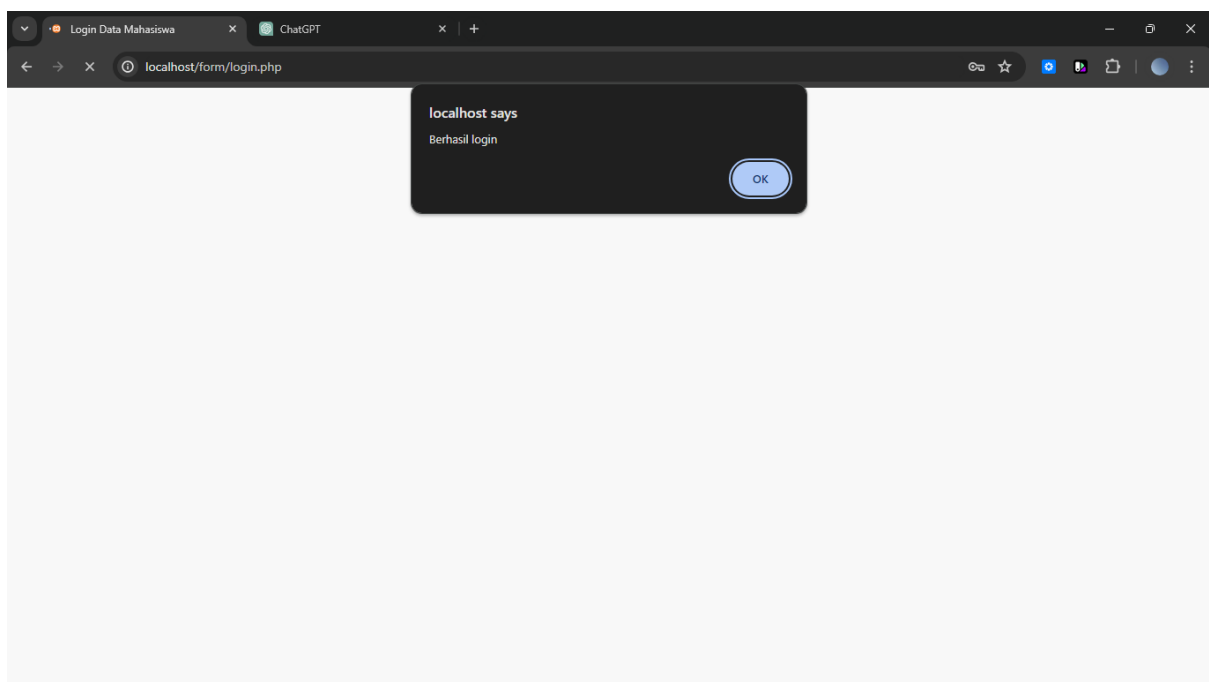 Login Data Mahasiswa
ChatGPT
localhost/form/login.php
localhost says
Berhasil login
OK